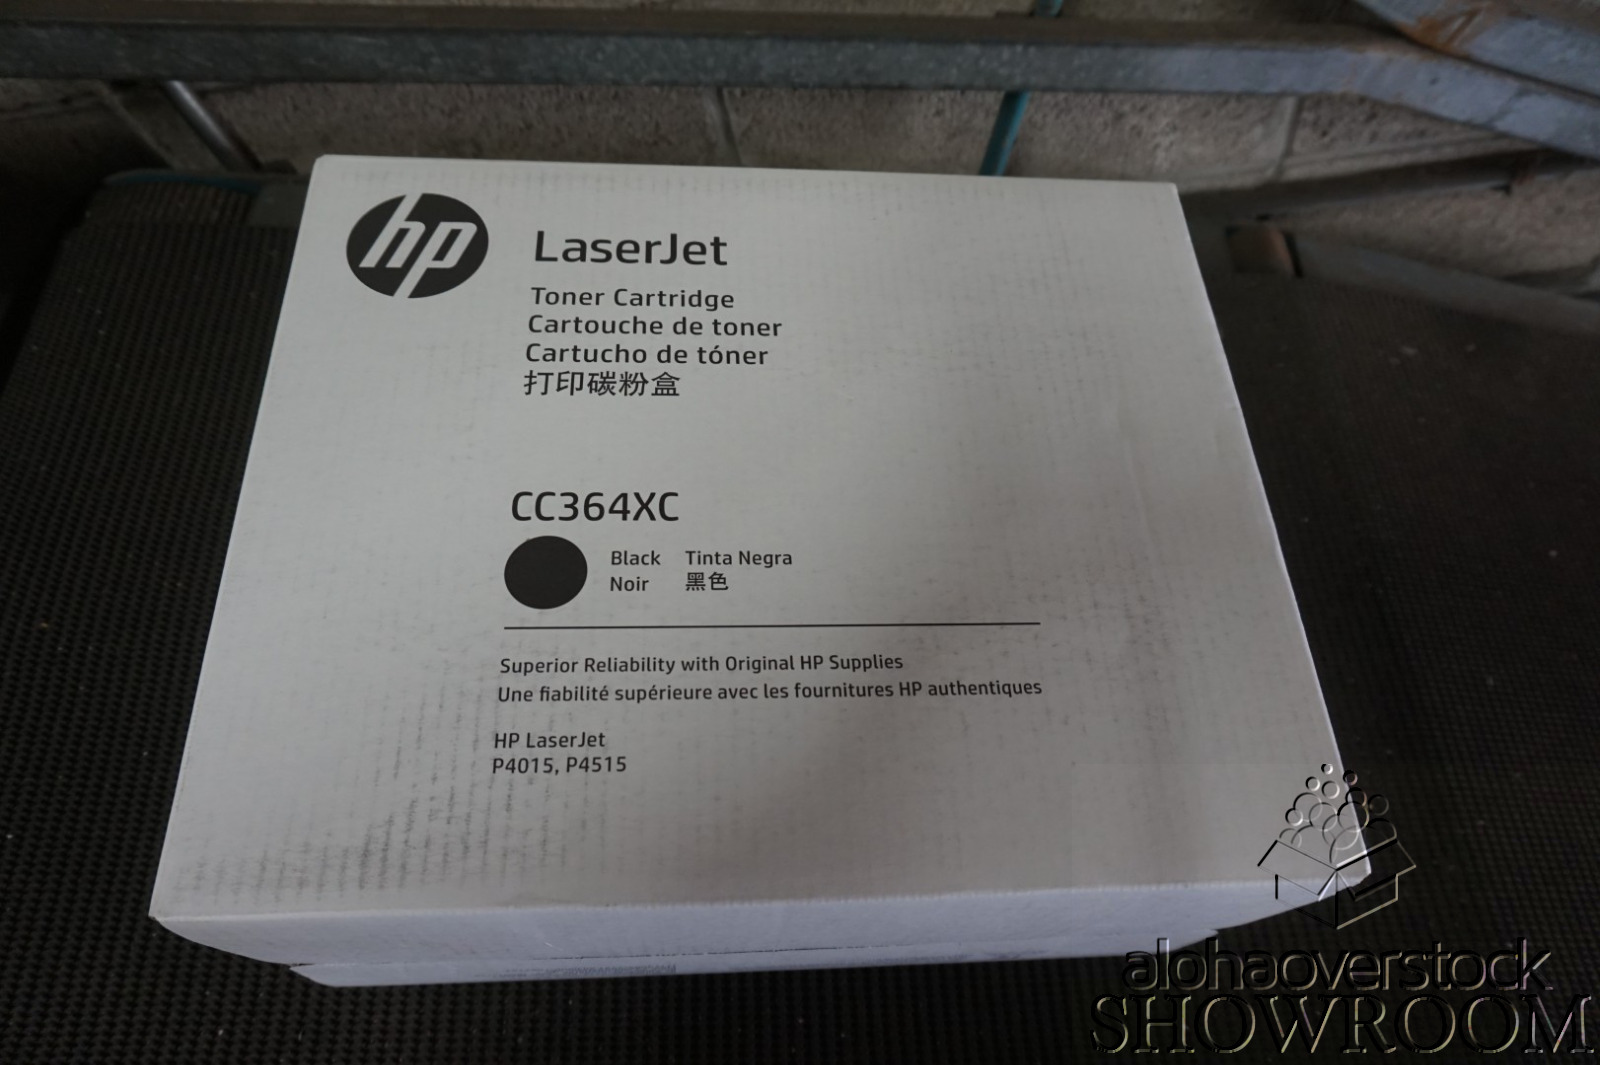 hp
LaserJet
Toner Cartridge
Cartouche de toner
Cartucho de tóner
打印碳粉盒
CC364XC
Black Tinta Negra
Noir 黑色
Superior Reliability with Original HP Supplies
Une fiabilité supérieure avec les fournitures HP authentiques
HP LaserJet
P4015, P4515
alohaoverstock
SHOWROOM